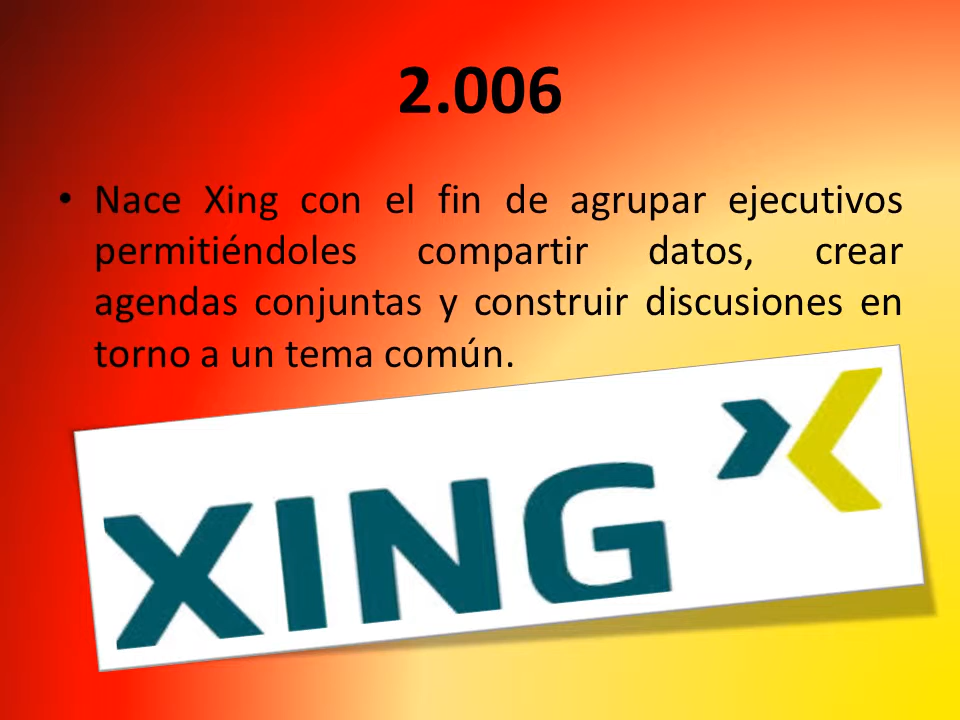 2.006
• Nace Xing con el fin de agrupar ejecutivos
permitiéndoles compartir datos, crear
agendas conjuntas y construir discusiones en
torno a un tema común.
XING